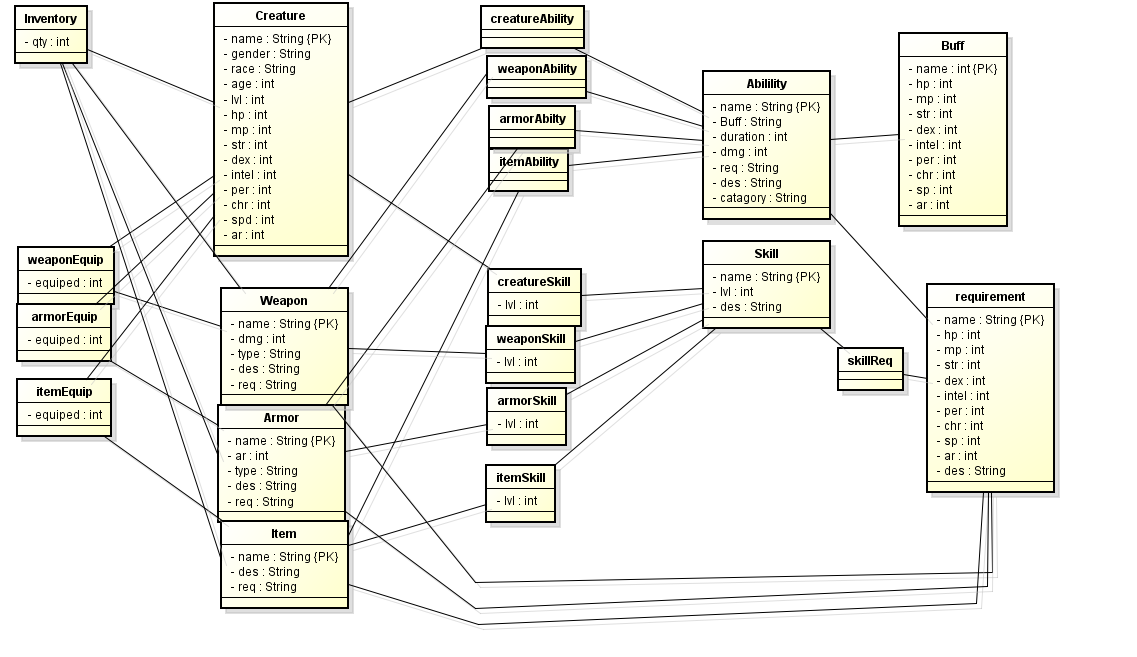 Inventory
- qty : int
Creature
- name : String {PK}
- gender : String
- race : String
- age : int
- lvl : int
- hp : int
- mp : int
- str : int
- dex : int
- intel : int
- per : int
- chr : int
- spd : int
- ar : int
creatureAbility
weaponAbility
armorAbilty
itemAbility
Abilility
- name : String {PK}
- Buff : String
- duration : int
- dmg : int
- req : String
- des : String
- catagory : String
Buff
- name : int {PK}
- hp : int
- mp : int
- str : int
- dex : int
- intel : int
- per : int
- chr : int
- sp : int
- ar : int
weaponEquip
- equiped : int
armorEquip
- equiped : int
itemEquip
- equiped : int
Weapon
- name : String {PK}
- dmg : int
- type : String
- des : String
- req : String
Armor
- name : String {PK}
- ar : int
- type : String
- des : String
- req : String
Item
- name : String {PK}
- des : String
- req : String
creatureSkill
- lvl : int
weaponSkill
- lvl : int
armorSkill
- lvl : int
itemSkill
- lvl : int
Skill
- name : String {PK}
- lvl : int
- des : String
skillReq
requirement
- name : String {PK}
- hp : int
- mp : int
- str : int
- dex : int
- intel : int
- per : int
- chr : int
- sp : int
- ar : int
- des : String